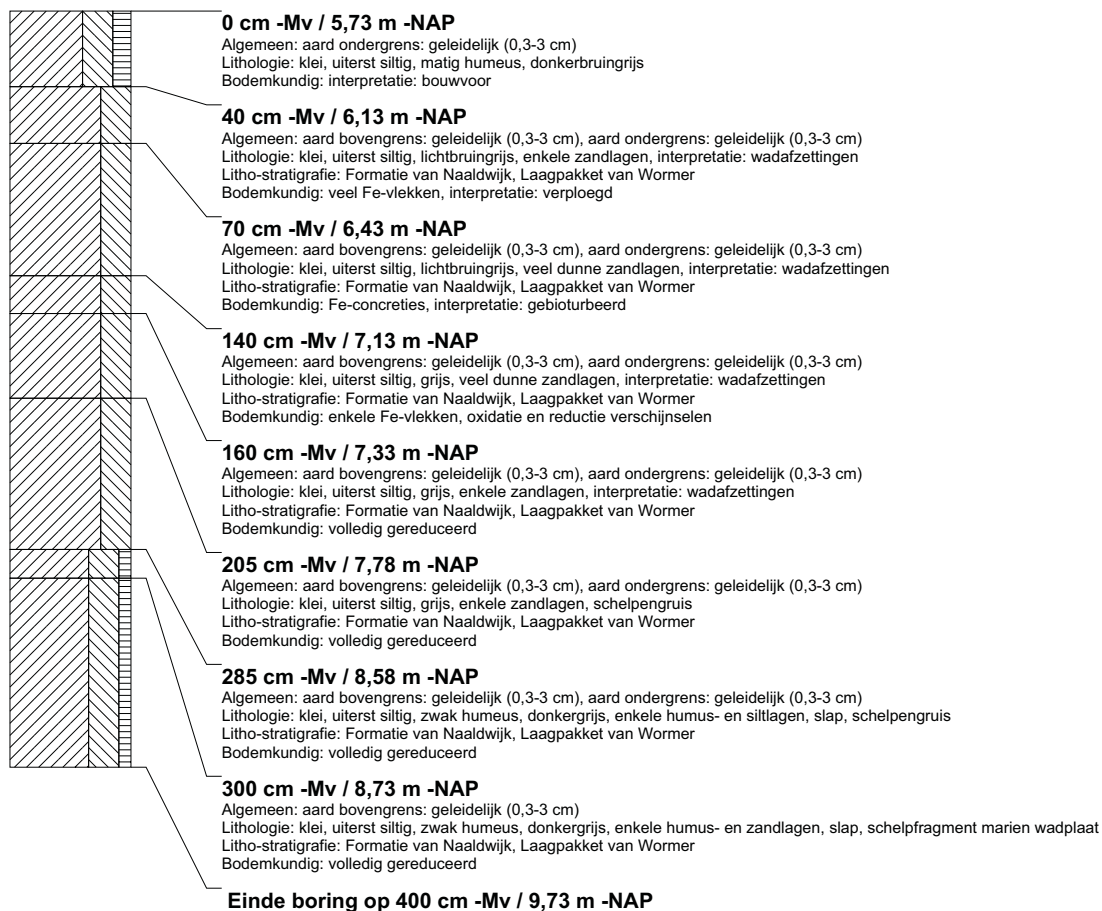 0 cm -Mv / 5,73 m -NAP
Algemeen: aard ondergrens: geleidelijk (0,3-3 cm)
Lithologie: klei, uiterst siltig, matig humeus, donkerbruingrijs
Bodemkundig: interpretatie: bouwvoor
40 cm -Mv / 6,13 m -NAP
Algemeen: aard bovengrens: geleidelijk (0,3-3 cm), aard ondergrens: geleidelijk (0,3-3 cm)
Lithologie: klei, uiterst siltig, lichtbruingrijs, enkele zandlagen, interpretatie: wadafzettingen
Litho-stratigrafie: Formatie van Naaldwijk, Laagpakket van Wormer
Bodemkundig: veel Fe-vlekken, interpretatie: verploegd
70 cm -Mv / 6,43 m -NAP
Algemeen: aard bovengrens: geleidelijk (0,3-3 cm), aard ondergrens: geleidelijk (0,3-3 cm)
Lithologie: klei, uiterst siltig, lichtbruingrijs, veel dunne zandlagen, interpretatie: wadafzettingen
Litho-stratigrafie: Formatie van Naaldwijk, Laagpakket van Wormer
Bodemkundig: Fe-concreties, interpretatie: gebioturbeerd
140 cm -Mv / 7,13 m -NAP
Algemeen: aard bovengrens: geleidelijk (0,3-3 cm), aard ondergrens: geleidelijk (0,3-3 cm)
Lithologie: klei, uiterst siltig, grijs, veel dunne zandlagen, interpretatie: wadafzettingen
Litho-stratigrafie: Formatie van Naaldwijk, Laagpakket van Wormer
Bodemkundig: enkele Fe-vlekken, oxidatie en reductie verschijnselen
160 cm -Mv / 7,33 m -NAP
Algemeen: aard bovengrens: geleidelijk (0,3-3 cm), aard ondergrens: geleidelijk (0,3-3 cm)
Lithologie: klei, uiterst siltig, grijs, enkele zandlagen, interpretatie: wadafzettingen
Litho-stratigrafie: Formatie van Naaldwijk, Laagpakket van Wormer
Bodemkundig: volledig gereduceerd
205 cm -Mv / 7,78 m -NAP
Algemeen: aard bovengrens: geleidelijk (0,3-3 cm), aard ondergrens: geleidelijk (0,3-3 cm)
Lithologie: klei, uiterst siltig, grijs, enkele zandlagen, schelpengruis
Litho-stratigrafie: Formatie van Naaldwijk, Laagpakket van Wormer
Bodemkundig: volledig gereduceerd
285 cm -Mv / 8,58 m -NAP
Algemeen: aard bovengrens: geleidelijk (0,3-3 cm), aard ondergrens: geleidelijk (0,3-3 cm)
Lithologie: klei, uiterst siltig, zwak humeus, donkergrijs, enkele humus- en siltlagen, slap, schelpengruis
Litho-stratigrafie: Formatie van Naaldwijk, Laagpakket van Wormer
Bodemkundig: volledig gereduceerd
300 cm -Mv / 8,73 m -NAP
Algemeen: aard bovengrens: geleidelijk (0,3-3 cm)
Lithologie: klei, uiterst siltig, zwak humeus, donkergrijs, enkele humus- en zandlagen, slap, schelpfragment marien wadplaat
Litho-stratigrafie: Formatie van Naaldwijk, Laagpakket van Wormer
Bodemkundig: volledig gereduceerd
Einde boring op 400 cm -Mv / 9,73 m -NAP